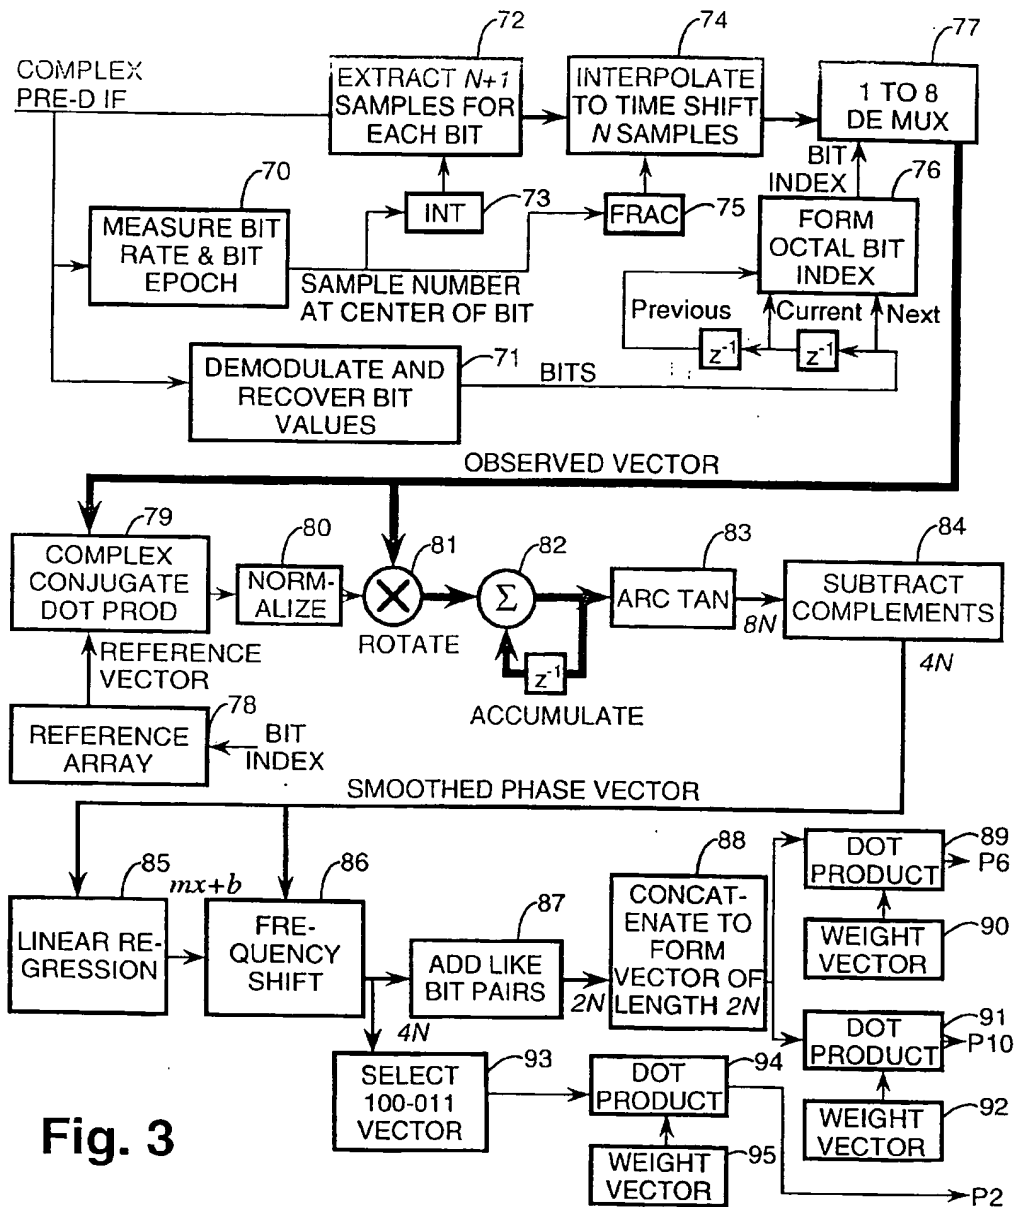 72
74
77
COMPLEX
PRE-D IF
EXTRACT N+1
SAMPLES FOR
EACH BIT
INTERPOLATE
TO TIME SHIFT
N SAMPLES
1 TO 8
DE MUX
BIT
INDEX
70
INT
73
FRAC
75
76
MEASURE BIT
RATE & BIT
EPOCH
FORM
OCTAL BIT
INDEX
SAMPLE NUMBER
AT CENTER OF BIT
Previous
Current
Next
z-1
z-1
71
DEMODULATE AND
RECOVER BIT
VALUES
BITS
OBSERVED VECTOR
79
80
81
82
83
84
COMPLEX
CONJUGATE
DOT PROD
NORM-
ALIZE
Σ
ARC TAN
8N
SUBTRACT
COMPLEMENTS
4N
ROTATE
REFERENCE
VECTOR
z-1
ACCUMULATE
78
REFERENCE
ARRAY
BIT
INDEX
SMOOTHED PHASE VECTOR
85
mx+b
86
87
88
89
LINEAR RE-
GRESSION
FRE-
QUENCY
SHIFT
4N
ADD LIKE
BIT PAIRS
2N
CONCAT-
ENATE TO
FORM
VECTOR OF
LENGTH 2N
DOT
PRODUCT
P6
WEIGHT
VECTOR
90
DOT
PRODUCT
91
P10
WEIGHT
VECTOR
92
93
SELECT
100-011
VECTOR
94
DOT
PRODUCT
WEIGHT
VECTOR
95
P2
Fig. 3